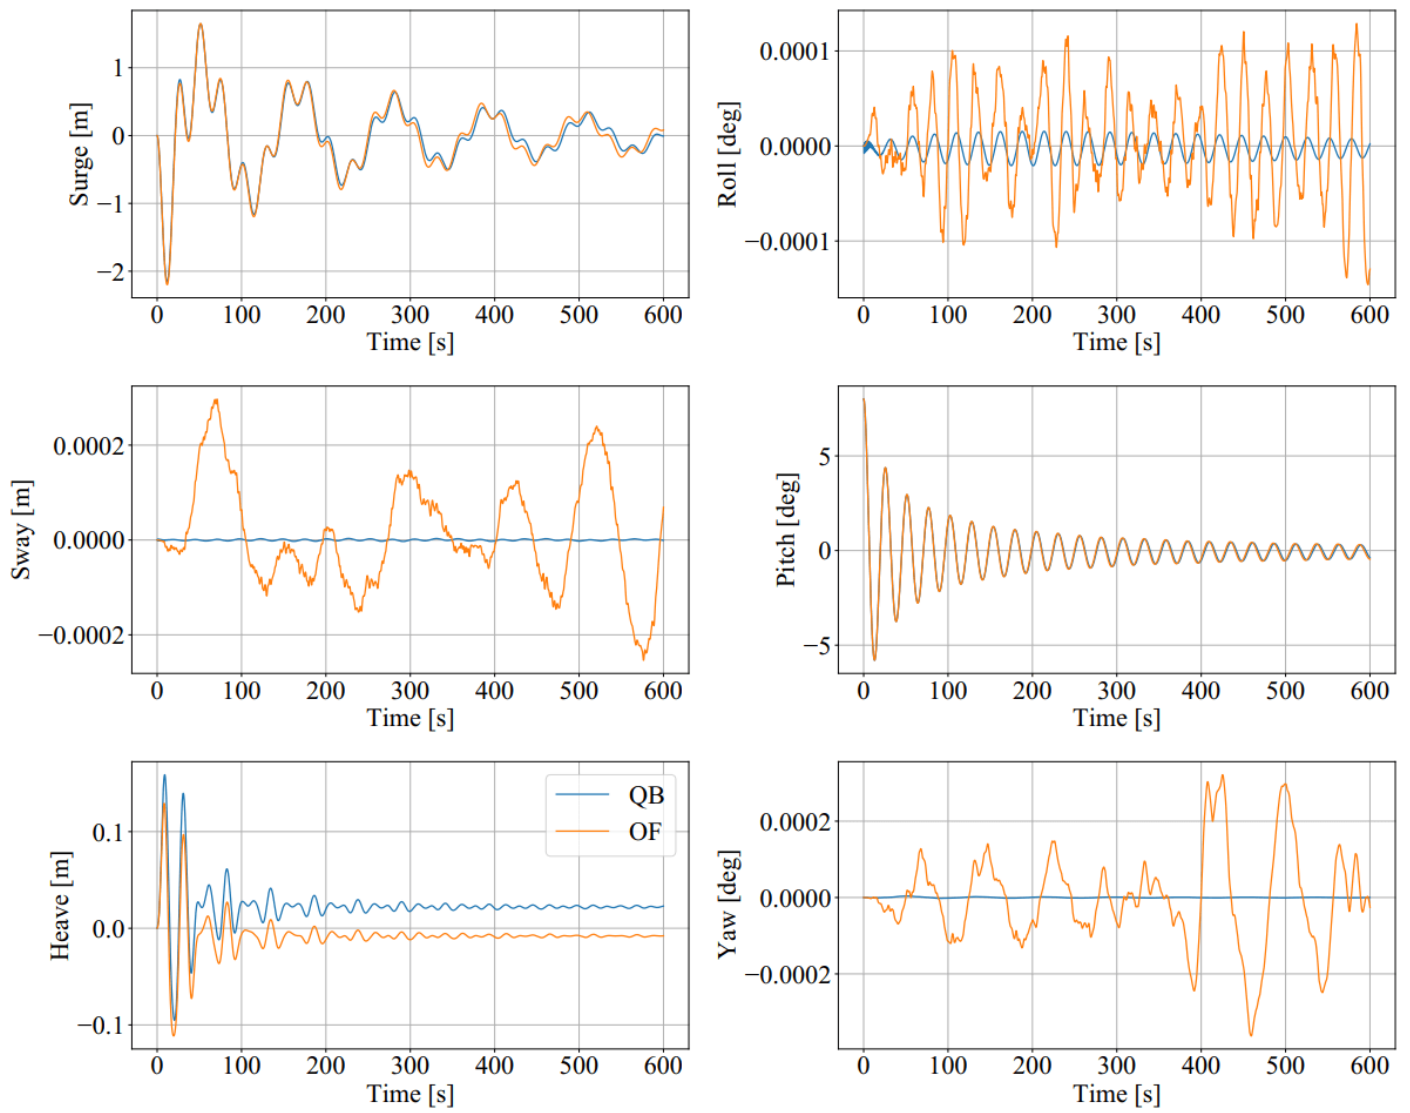 Surge [m]
1
0
−1
−2
0 100 200 300 400 500 600
Time [s]
Roll [deg]
0.0001
0.0000
−0.0001
0 100 200 300 400 500 600
Time [s]
Sway [m]
0.0002
0.0000
−0.0002
0 100 200 300 400 500 600
Time [s]
Pitch [deg]
5
0
−5
0 100 200 300 400 500 600
Time [s]
Heave [m]
0.1
0.0
−0.1
QB
OF
0 100 200 300 400 500 600
Time [s]
Yaw [deg]
0.0002
0.0000
−0.0002
0 100 200 300 400 500 600
Time [s]